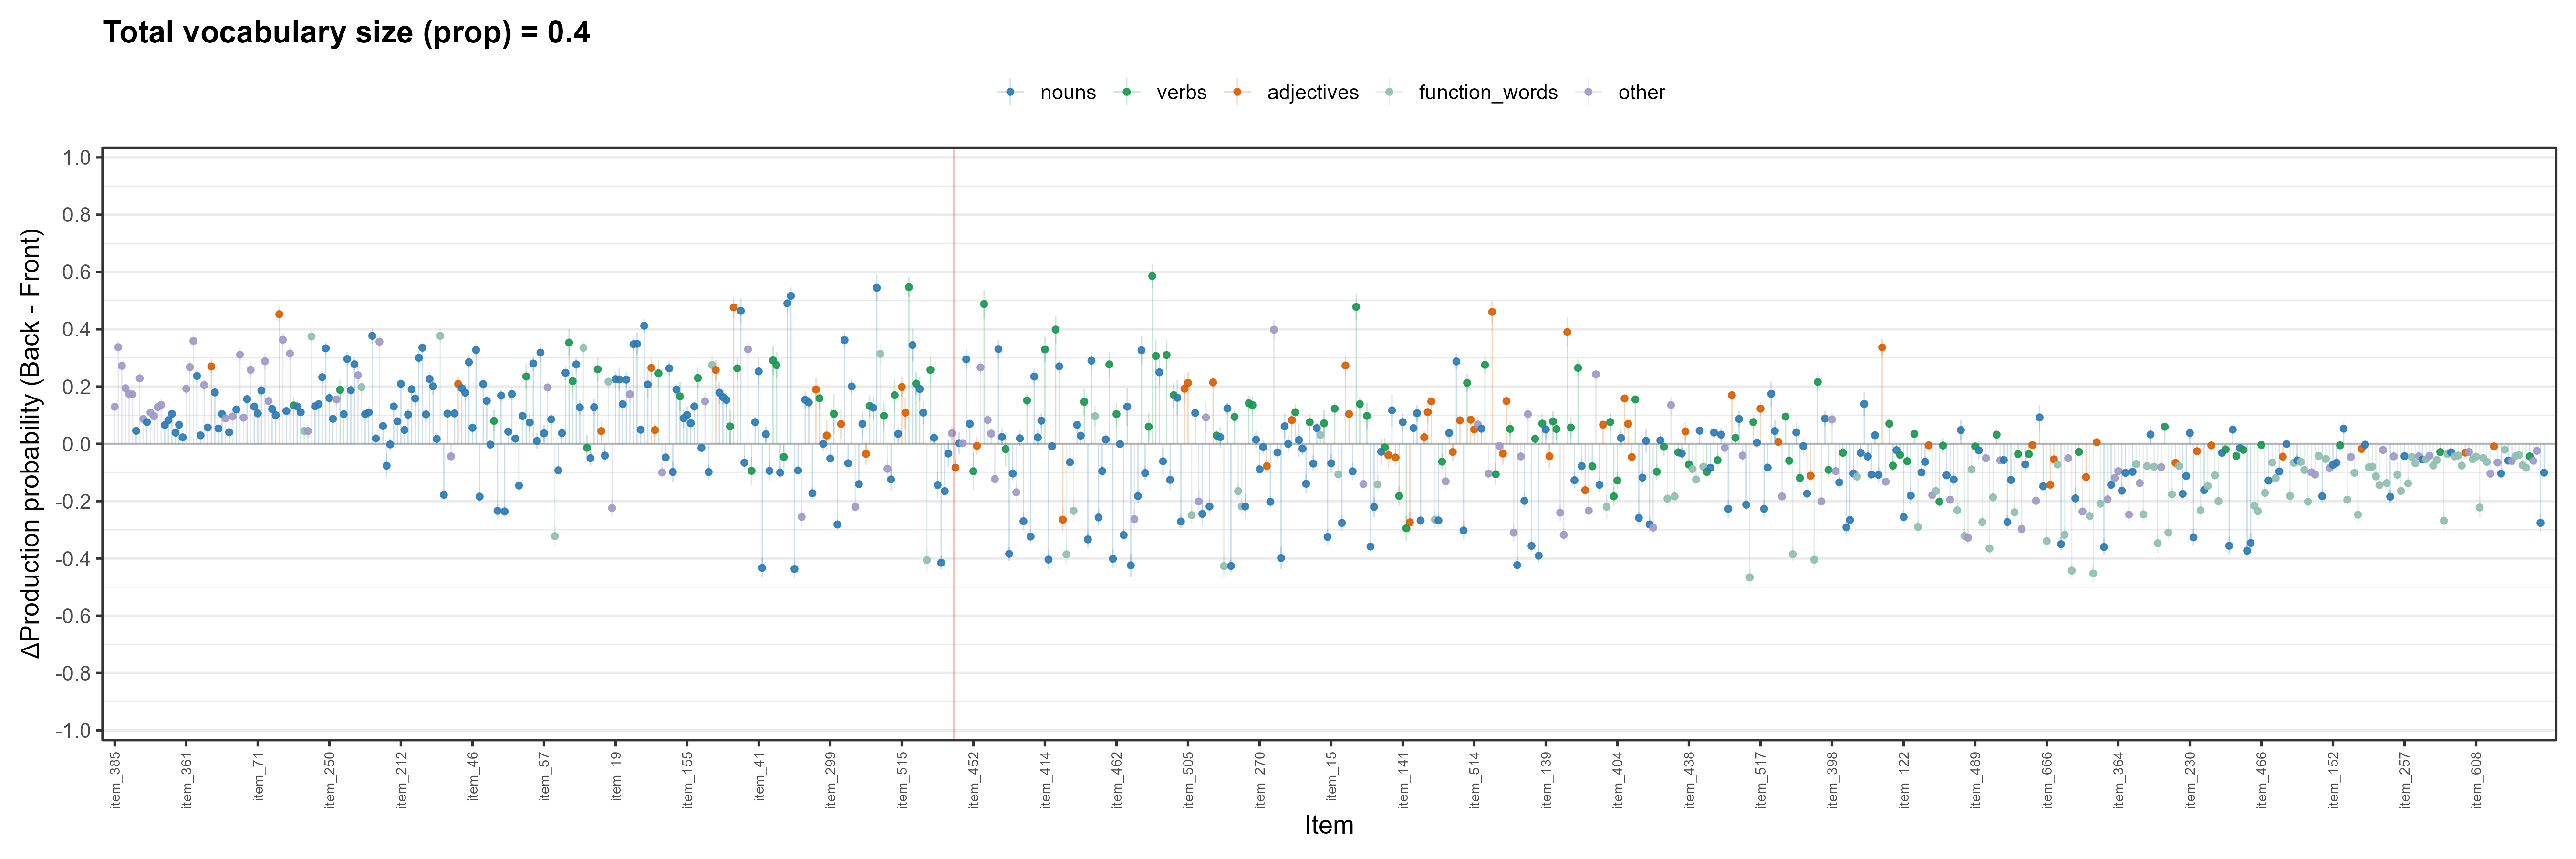 Total vocabulary size (prop) = 0.4
nouns verbs adjectives function_words other
ΔProduction probability (Back - Front)
1.0
0.8
0.6
0.4
0.2
0.0
-0.2
-0.4
-0.6
-0.8
-1.0
item_385 item_361 item_71 item_250 item_212 item_46 item_57 item_19 item_155 item_41 item_299 item_515 item_452 item_414 item_462 item_505 item_270 item_15 item_141 item_514 item_139 item_404 item_438 item_517 item_398 item_122 item_489 item_666 item_364 item_230 item_466 item_152 item_257 item_608
Item